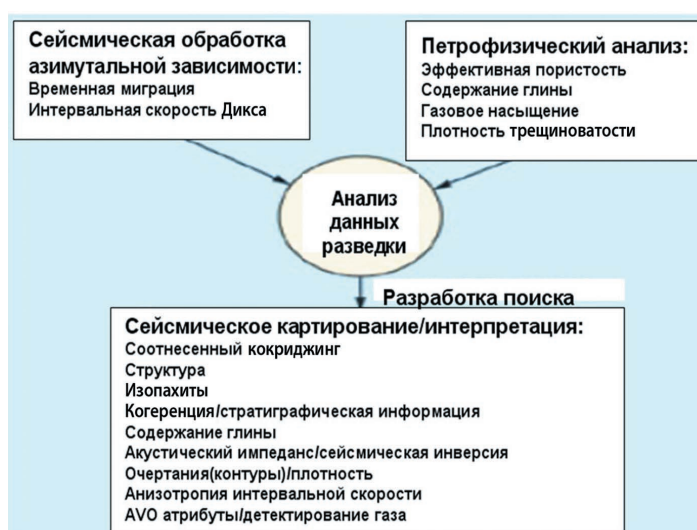 Сейсмическая обработка
азимутальной зависимости:
Временная миграция
Интервальная скорость Дикса
Петрофизический анализ:
Эффективная пористость
Содержание глины
Газовое насыщение
Плотность трещиноватости
Анализ
данных
разведки
Разработка поиска
Сейсмическое картирование/интерпретация:
Соотнесенный кокриджинг
Структура
Изопахиты
Когеренция/стратиграфическая информация
Содержание глины
Акустический импеданс/сейсмическая инверсия
Очертания(контуры)/плотность
Анизотропия интервальной скорости
AVO атрибуты/детектирование газа